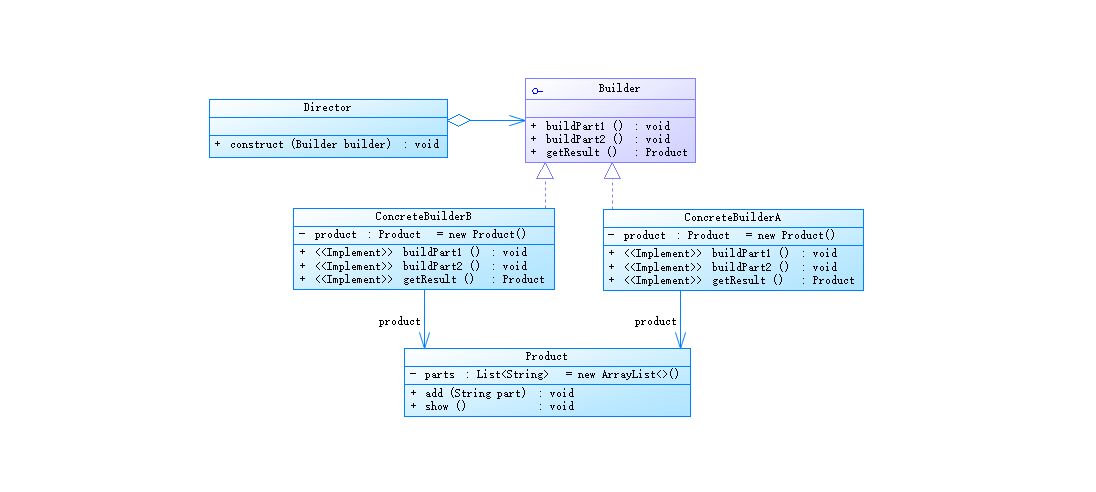 Director
+ construct (Builder builder) : void
Builder
+ buildPart1 () : void
+ buildPart2 () : void
+ getResult () : Product
ConcreteBuilderB
- product : Product = new Product()
+ <<Implement>> buildPart1 () : void
+ <<Implement>> buildPart2 () : void
+ <<Implement>> getResult () : Product
ConcreteBuilderA
- product : Product = new Product()
+ <<Implement>> buildPart1 () : void
+ <<Implement>> buildPart2 () : void
+ <<Implement>> getResult () : Product
product
product
Product
- parts : List<String> = new ArrayList<>()
+ add (String part) : void
+ show () : void